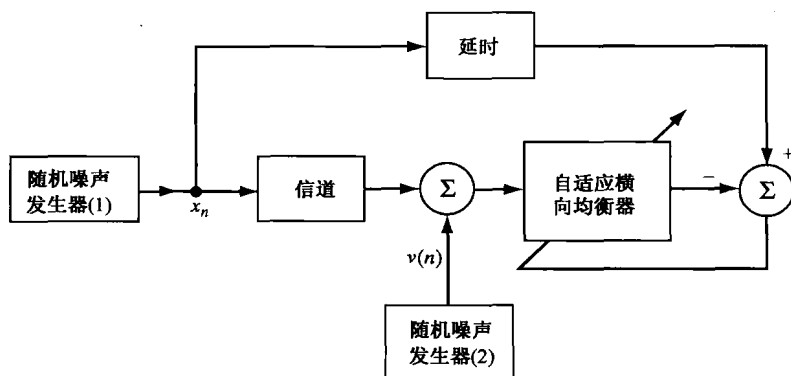 延时
+
随机噪声
发生器(1)
x_n
信道
Σ
自适应横
向均衡器
−
Σ
v(n)
随机噪声
发生器(2)